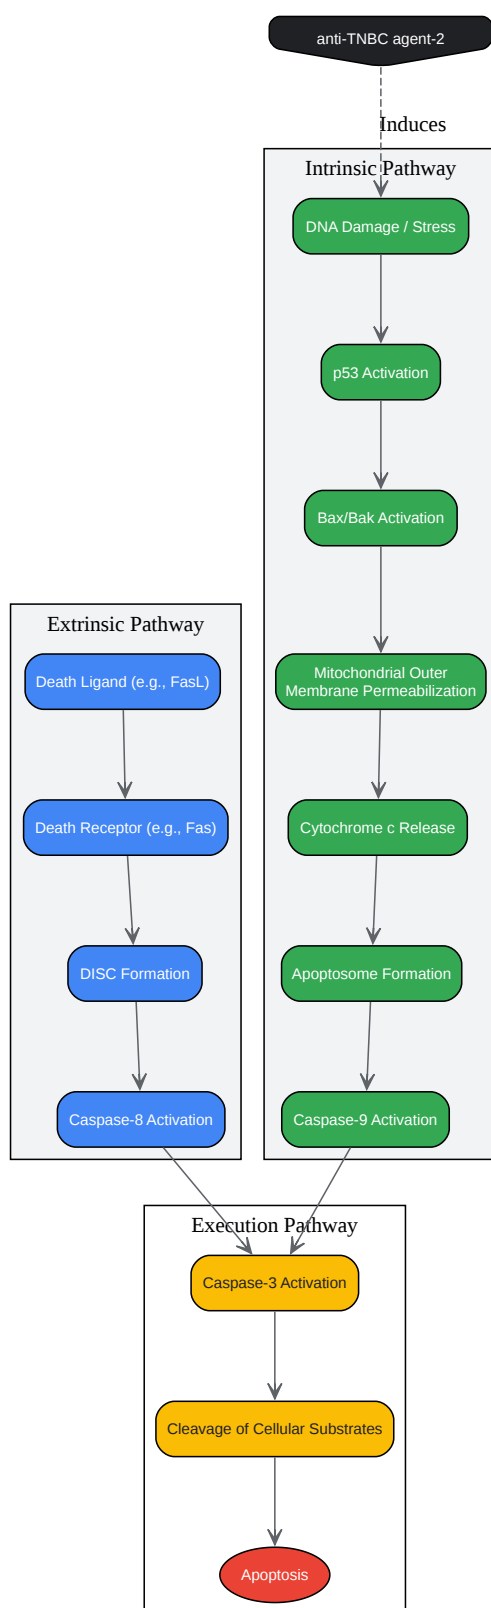 anti-TNBC agent-2
Induces
Intrinsic Pathway
DNA Damage / Stress
p53 Activation
Bax/Bak Activation
Mitochondrial Outer
Membrane Permeabilization
Cytochrome c Release
Apoptosome Formation
Caspase-9 Activation
Extrinsic Pathway
Death Ligand (e.g., FasL)
Death Receptor (e.g., Fas)
DISC Formation
Caspase-8 Activation
Execution Pathway
Caspase-3 Activation
Cleavage of Cellular Substrates
Apoptosis